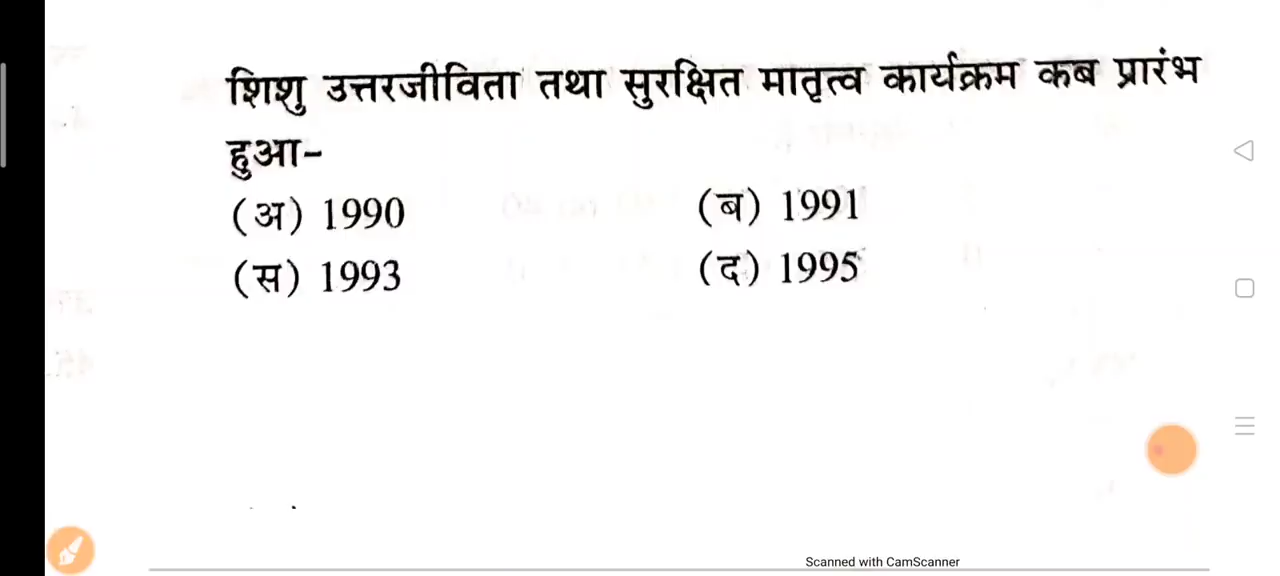 शिशु उत्तरजीविता तथा सुरक्षित मातृत्व कार्यक्रम कब प्रारंभ
हुआ-
(अ) 1990 (ब) 1991
(स) 1993 (द) 1995
Scanned with CamScanner